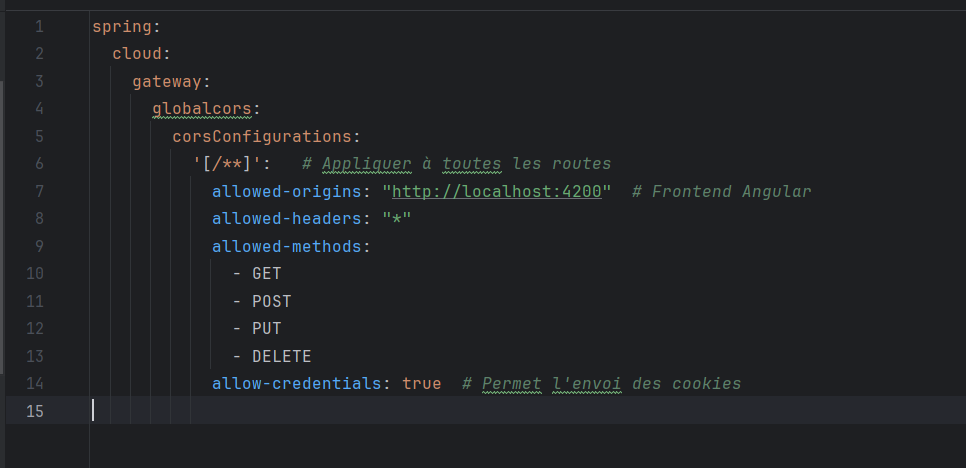 1 spring:
2   cloud:
3     gateway:
4       globalcors:
5         corsConfigurations:
6           '[/**]':   # Appliquer à toutes les routes
7             allowed-origins: "http://localhost:4200"  # Frontend Angular
8             allowed-headers: "*"
9             allowed-methods:
10               - GET
11               - POST
12               - PUT
13               - DELETE
14             allow-credentials: true  # Permet l'envoi des cookies
15